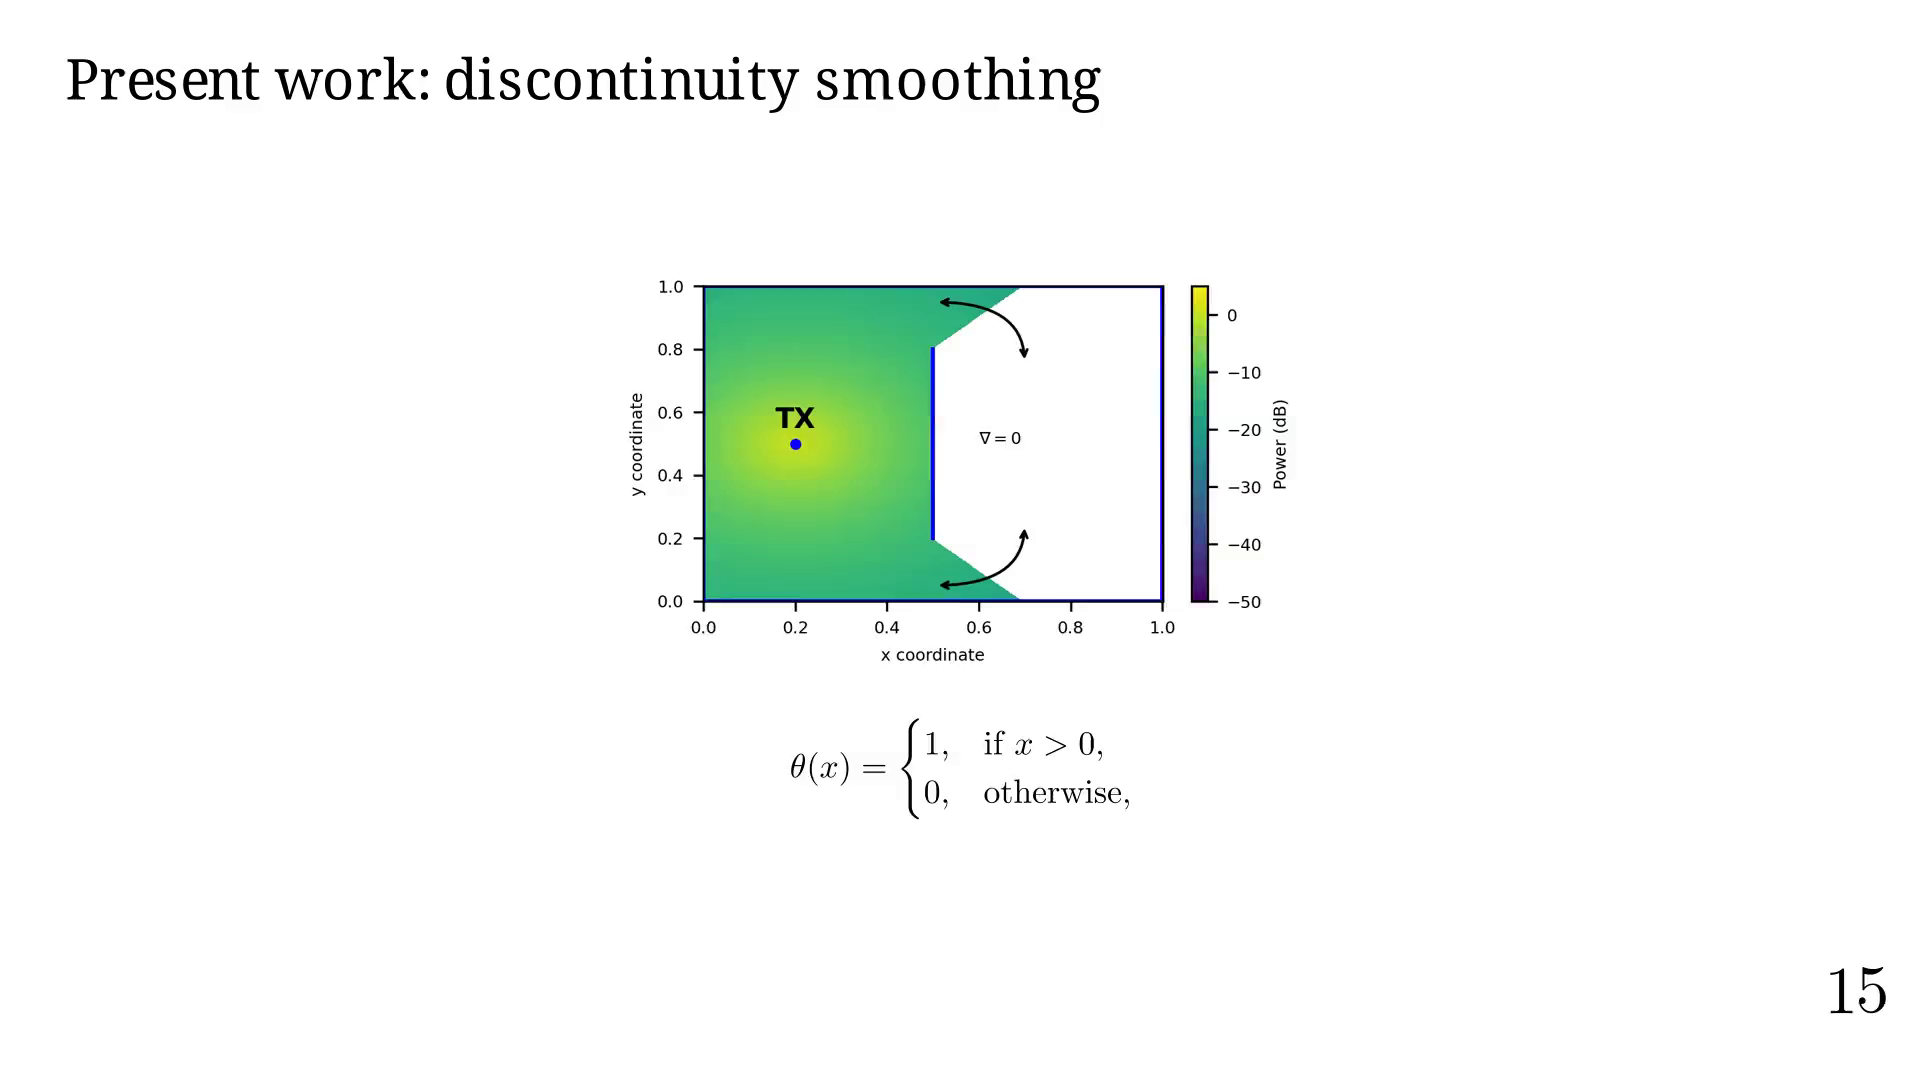 Present work: discontinuity smoothing
1.0
0.8
0.6
0.4
0.2
0.0
y coordinate
TX
∇ = 0
0.0 0.2 0.4 0.6 0.8 1.0
x coordinate
0
−10
−20
−30
−40
−50
Power (dB)
θ(x) = {
1, if x > 0,
0, otherwise,
15